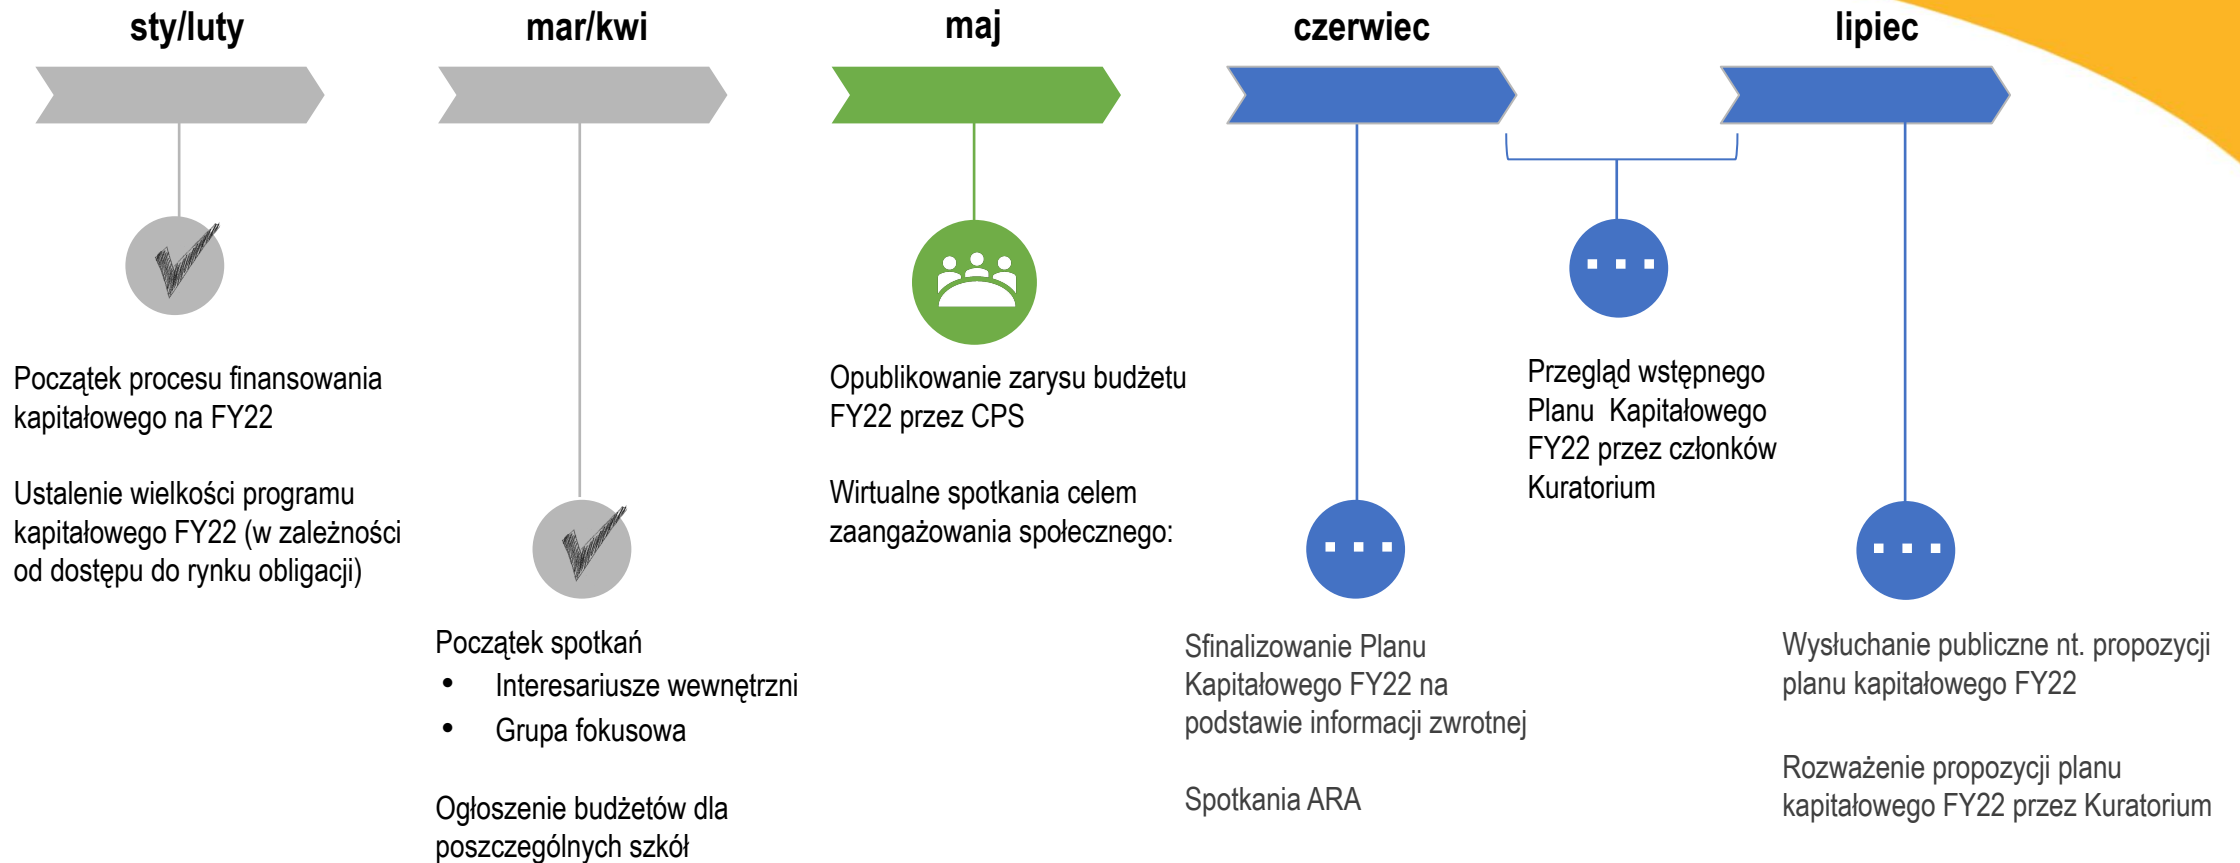 sty/luty
mar/kwi
maj
czerwiec
lipiec
Początek procesu finansowania
kapitałowego na FY22
Ustalenie wielkości programu
kapitałowego FY22 (w zależności
od dostępu do rynku obligacji)
Początek spotkań
• Interesariusze wewnętrzni
• Grupa fokusowa
Ogłoszenie budżetów dla
poszczególnych szkół
Opublikowanie zarysu budżetu
FY22 przez CPS
Wirtualne spotkania celem
zaangażowania społecznego:
Sfinalizowanie Planu
Kapitałowego FY22 na
podstawie informacji zwrotnej
Spotkania ARA
Przegląd wstępnego
Planu Kapitałowego
FY22 przez członków
Kuratorium
Wysłuchanie publiczne nt. propozycji
planu kapitałowego FY22
Rozważenie propozycji planu
kapitałowego FY22 przez Kuratorium